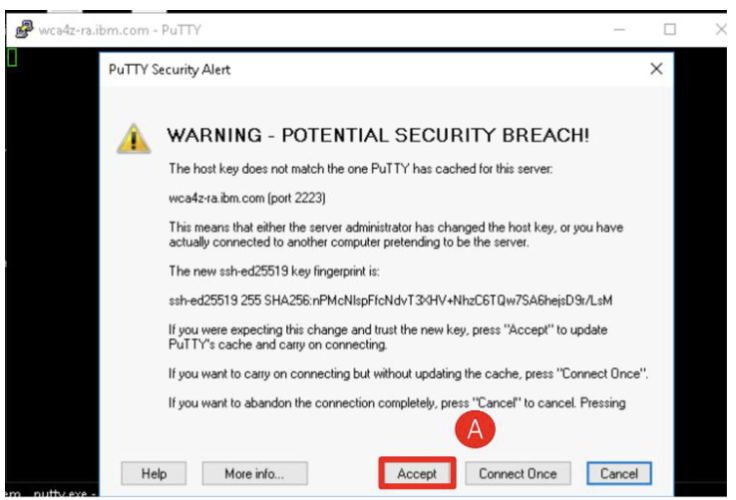 wca4z-ra.ibm.com - PuTTY
PuTTY Security Alert
WARNING - POTENTIAL SECURITY BREACH!
The host key does not match the one PuTTY has cached for this server:
wca4z-ra.ibm.com (port 2223)
This means that either the server administrator has changed the host key, or you have
actually connected to another computer pretending to be the server.
The new ssh-ed25519 key fingerprint is:
ssh-ed25519 255 SHA256:nPMcNIspFfcNdvT3XHV+NhzC6TQw7SA6hejsD9r/LsM
If you were expecting this change and trust the new key, press "Accept" to update
PuTTY's cache and carry on connecting.
If you want to carry on connecting but without updating the cache, press "Connect Once".
If you want to abandon the connection completely, press "Cancel" to cancel. Pressing
A
Help More info... Accept Connect Once Cancel
putty.exe -